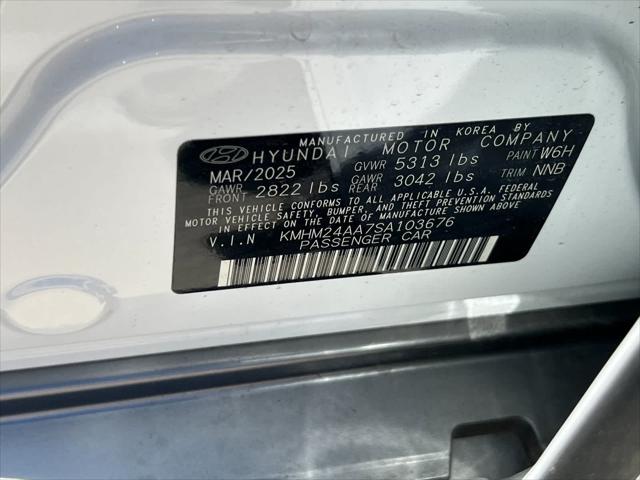 MANUFACTURED IN KOREA BY
HYUNDAI MOTOR COMPANY
MAR/2025 GVWR 5313 lbs PAINT W6H
GAWR FRONT 2822 lbs GAWR REAR 3042 lbs TRIM NNB
THIS VEHICLE CONFORMS TO ALL APPLICABLE U.S.A. FEDERAL
MOTOR VEHICLE SAFETY, BUMPER, AND THEFT PREVENTION STANDARDS
IN EFFECT ON THE DATE OF MANUFACTURE SHOWN ABOVE
V.I.N KMHM24AA7SA103676
PASSENGER CAR